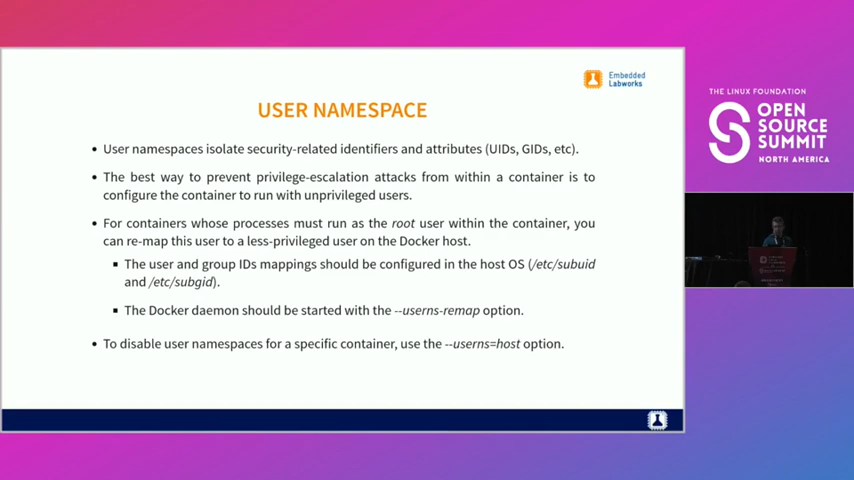 Embedded
Labworks
USER NAMESPACE
• User namespaces isolate security-related identifiers and attributes (UIDs, GIDs, etc).
• The best way to prevent privilege-escalation attacks from within a container is to
configure the container to run with unprivileged users.
• For containers whose processes must run as the root user within the container, you
can re-map this user to a less-privileged user on the Docker host.
▪ The user and group IDs mappings should be configured in the host OS (/etc/subuid
and /etc/subgid).
▪ The Docker daemon should be started with the --userns-remap option.
• To disable user namespaces for a specific container, use the --userns=host option.
THE LINUX FOUNDATION
OPEN
SOURCE
SUMMIT
NORTH AMERICA